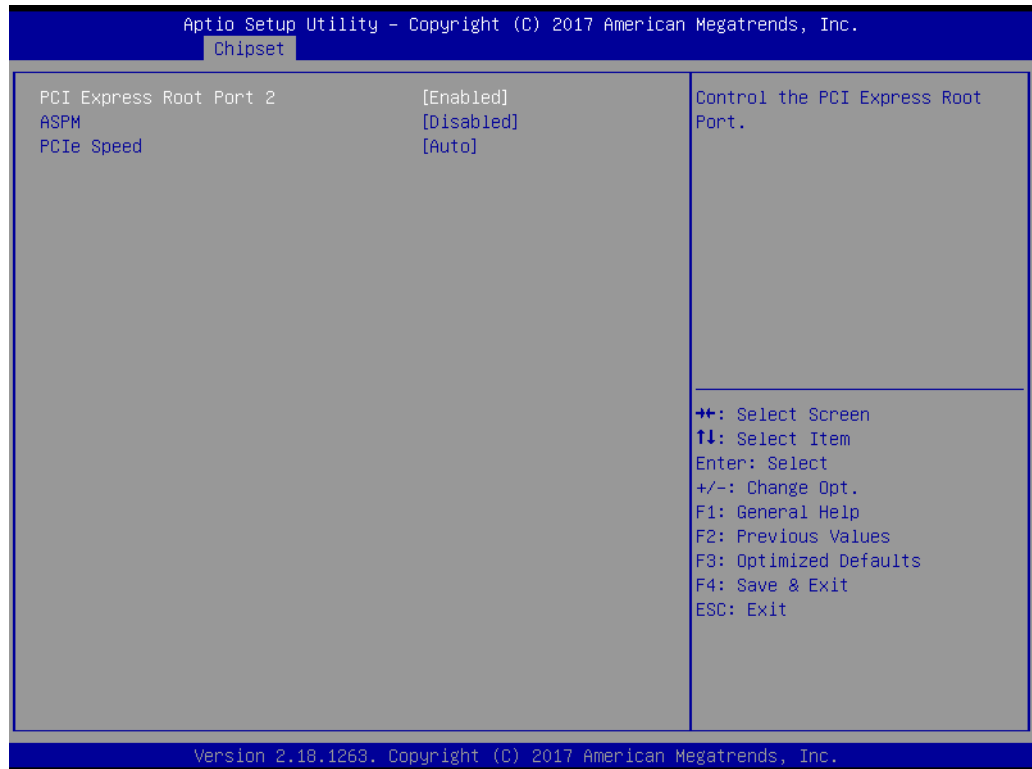 Aptio Setup Utility – Copyright (C) 2017 American Megatrends, Inc.
Chipset
PCI Express Root Port 2 [Enabled]
ASPM [Disabled]
PCIe Speed [Auto]
Control the PCI Express Root
Port.
→←: Select Screen
↑↓: Select Item
Enter: Select
+/-: Change Opt.
F1: General Help
F2: Previous Values
F3: Optimized Defaults
F4: Save & Exit
ESC: Exit
Version 2.18.1263. Copyright (C) 2017 American Megatrends, Inc.